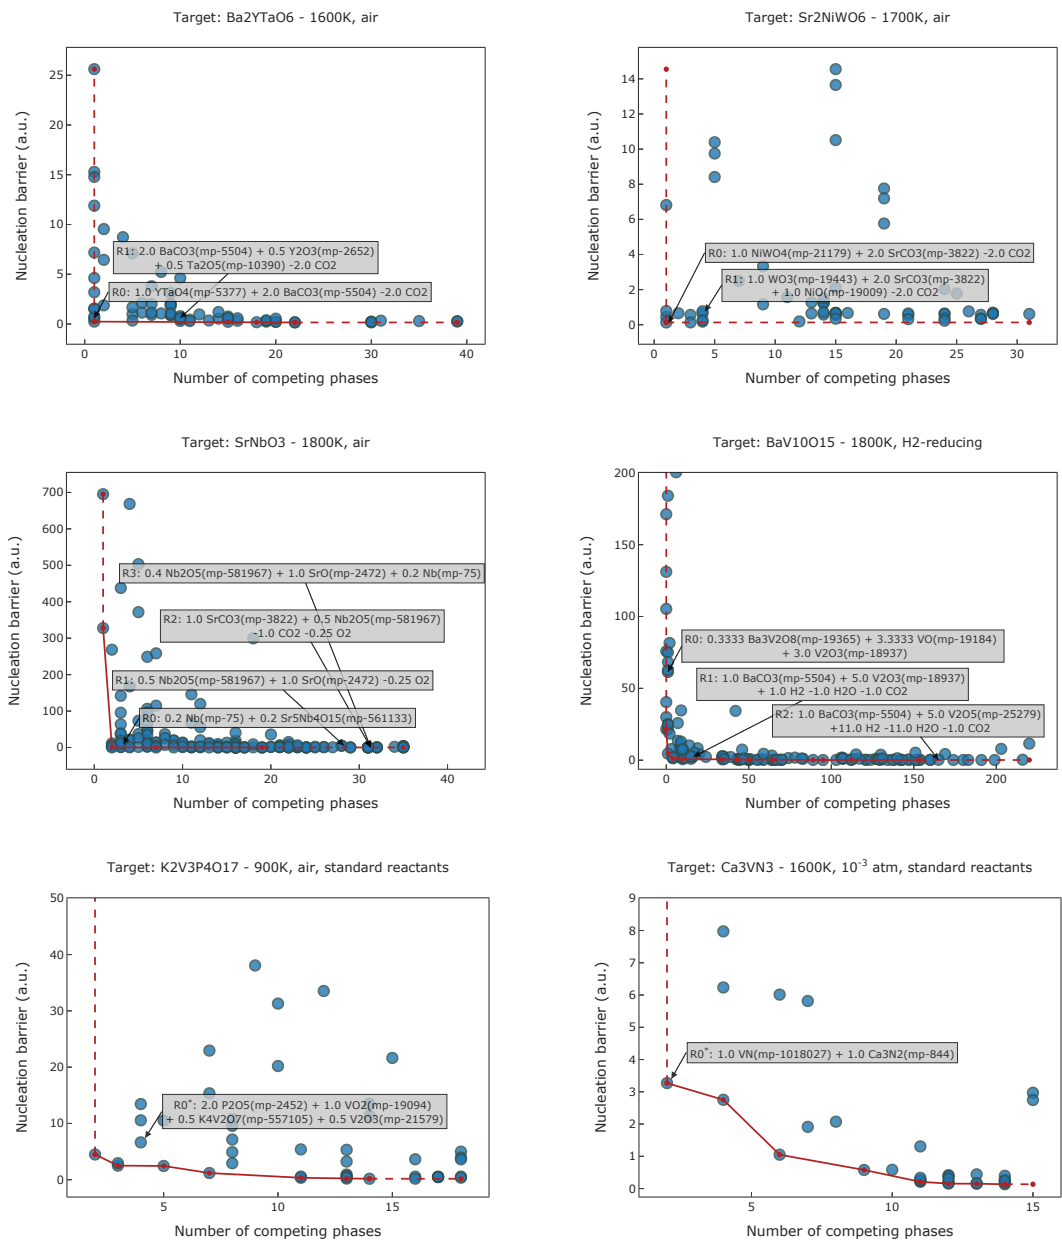 Target: Ba2YTaO6 - 1600K, air
Nucleation barrier (a.u.)
25
20
15
10
5
0
R1: 2.0 BaCO3(mp-5504) + 0.5 Y2O3(mp-2652)
+ 0.5 Ta2O5(mp-10390) -2.0 CO2
R0: 1.0 YTaO4(mp-5377) + 2.0 BaCO3(mp-5504) -2.0 CO2
0
10
20
30
40
Number of competing phases
Target: Sr2NiWO6 - 1700K, air
Nucleation barrier (a.u.)
14
12
10
8
6
4
2
0
R0: 1.0 NiWO4(mp-21179) + 2.0 SrCO3(mp-3822) -2.0 CO2
R1: 1.0 WO3(mp-19443) + 2.0 SrCO3(mp-3822)
+ 1.0 NiO(mp-19009) -2.0 CO2
0
5
10
15
20
25
30
Number of competing phases
Target: SrNbO3 - 1800K, air
Nucleation barrier (a.u.)
700
600
500
400
300
200
100
0
R3: 0.4 Nb2O5(mp-581967) + 1.0 SrO(mp-2472) + 0.2 Nb(mp-75)
R2: 1.0 SrCO3(mp-3822) + 0.5 Nb2O5(mp-581967)
-1.0 CO2 -0.25 O2
R1: 0.5 Nb2O5(mp-581967) + 1.0 SrO(mp-2472) -0.25 O2
R0: 0.2 Nb(mp-75) + 0.2 Sr5Nb4O15(mp-561133)
0
10
20
30
40
Number of competing phases
Target: BaV10O15 - 1800K, H2-reducing
Nucleation barrier (a.u.)
200
150
100
50
0
R0: 0.3333 Ba3V2O8(mp-19365) + 3.3333 VO(mp-19184)
+ 3.0 V2O3(mp-18937)
R1: 1.0 BaCO3(mp-5504) + 5.0 V2O3(mp-18937)
+ 1.0 H2 -1.0 H2O -1.0 CO2
R2: 1.0 BaCO3(mp-5504) + 5.0 V2O5(mp-25279)
+11.0 H2 -11.0 H2O -1.0 CO2
0
50
100
150
200
Number of competing phases
Target: K2V3P4O17 - 900K, air, standard reactants
Nucleation barrier (a.u.)
50
40
30
20
10
0
R0*: 2.0 P2O5(mp-2452) + 1.0 VO2(mp-19094)
+ 0.5 K4V2O7(mp-557105) + 0.5 V2O3(mp-21579)
5
10
15
Number of competing phases
Target: Ca3VN3 - 1600K, 10⁻³ atm, standard reactants
Nucleation barrier (a.u.)
9
8
7
6
5
4
3
2
1
0
R0*: 1.0 VN(mp-1018027) + 1.0 Ca3N2(mp-844)
5
10
15
Number of competing phases